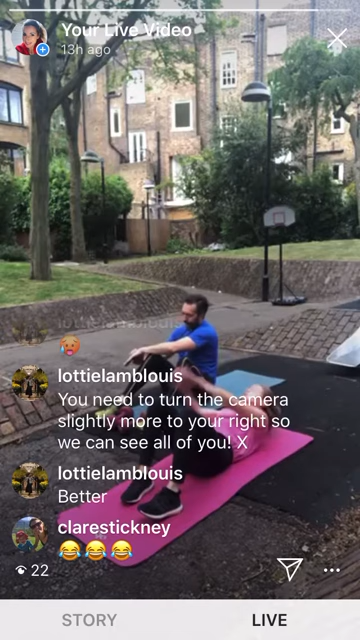 Your Live Video
13h ago
lottielamblouis
🥵
lottielamblouis
You need to turn the camera
slightly more to your right so
we can see all of you! X
lottielamblouis
Better
clarestickney
😂😂😂
22
STORY
LIVE